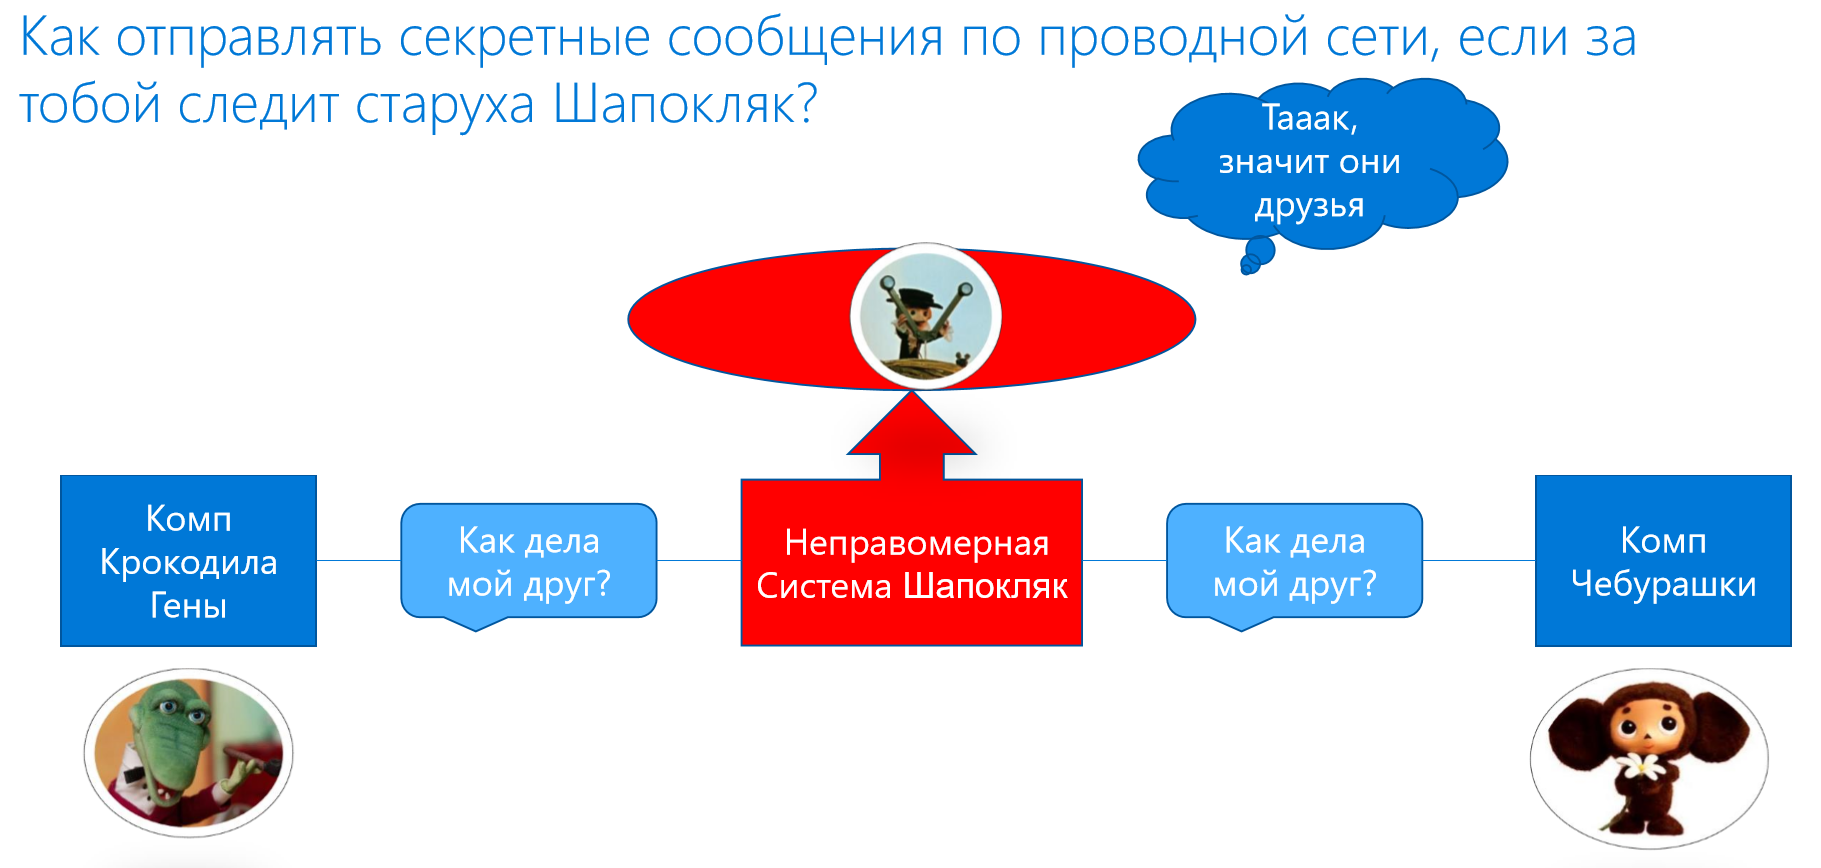 Как отправлять секретные сообщения по проводной сети, если за
тобой следит старуха Шапокляк?
Тааак,
значит они
друзья
Комп
Крокодила
Гены
Как дела
мой друг?
Неправомерная
Система Шапокляк
Как дела
мой друг?
Комп
Чебурашки